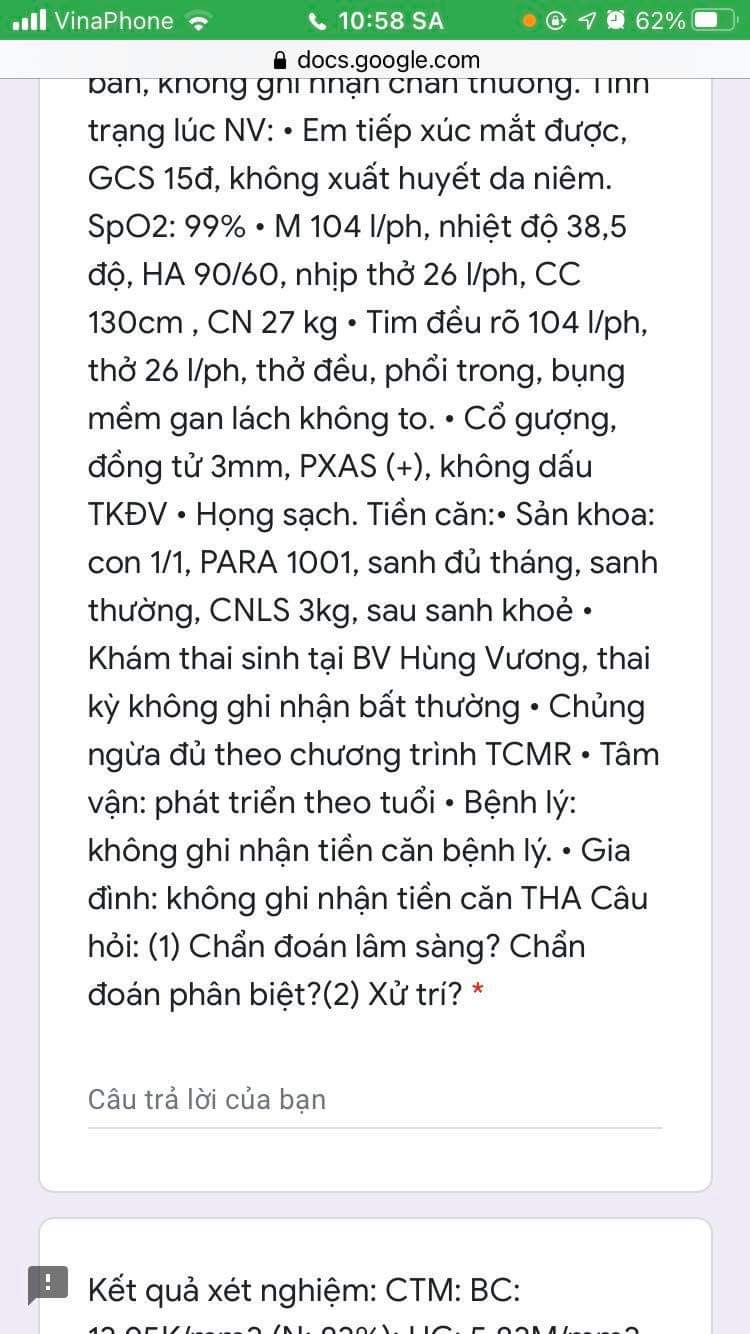 VinaPhone 10:58 SA 62%
docs.google.com
ban, không ghi nhận chấn thương. Tình
trạng lúc NV: • Em tiếp xúc mắt được,
GCS 15đ, không xuất huyết da niêm.
SpO2: 99% • M 104 l/ph, nhiệt độ 38,5
độ, HA 90/60, nhịp thở 26 l/ph, CC
130cm , CN 27 kg • Tim đều rõ 104 l/ph,
thở 26 l/ph, thở đều, phổi trong, bụng
mềm gan lách không to. • Cổ gượng,
đồng tử 3mm, PXAS (+), không dấu
TKĐV • Họng sạch. Tiền căn:• Sản khoa:
con 1/1, PARA 1001, sanh đủ tháng, sanh
thường, CNLS 3kg, sau sanh khoẻ •
Khám thai sinh tại BV Hùng Vương, thai
kỳ không ghi nhận bất thường • Chủng
ngừa đủ theo chương trình TCMR • Tâm
vận: phát triển theo tuổi • Bệnh lý:
không ghi nhận tiền căn bệnh lý. • Gia
đình: không ghi nhận tiền căn THA Câu
hỏi: (1) Chẩn đoán lâm sàng? Chẩn
đoán phân biệt?(2) Xử trí? *
Câu trả lời của bạn
Kết quả xét nghiệm: CTM: BC: